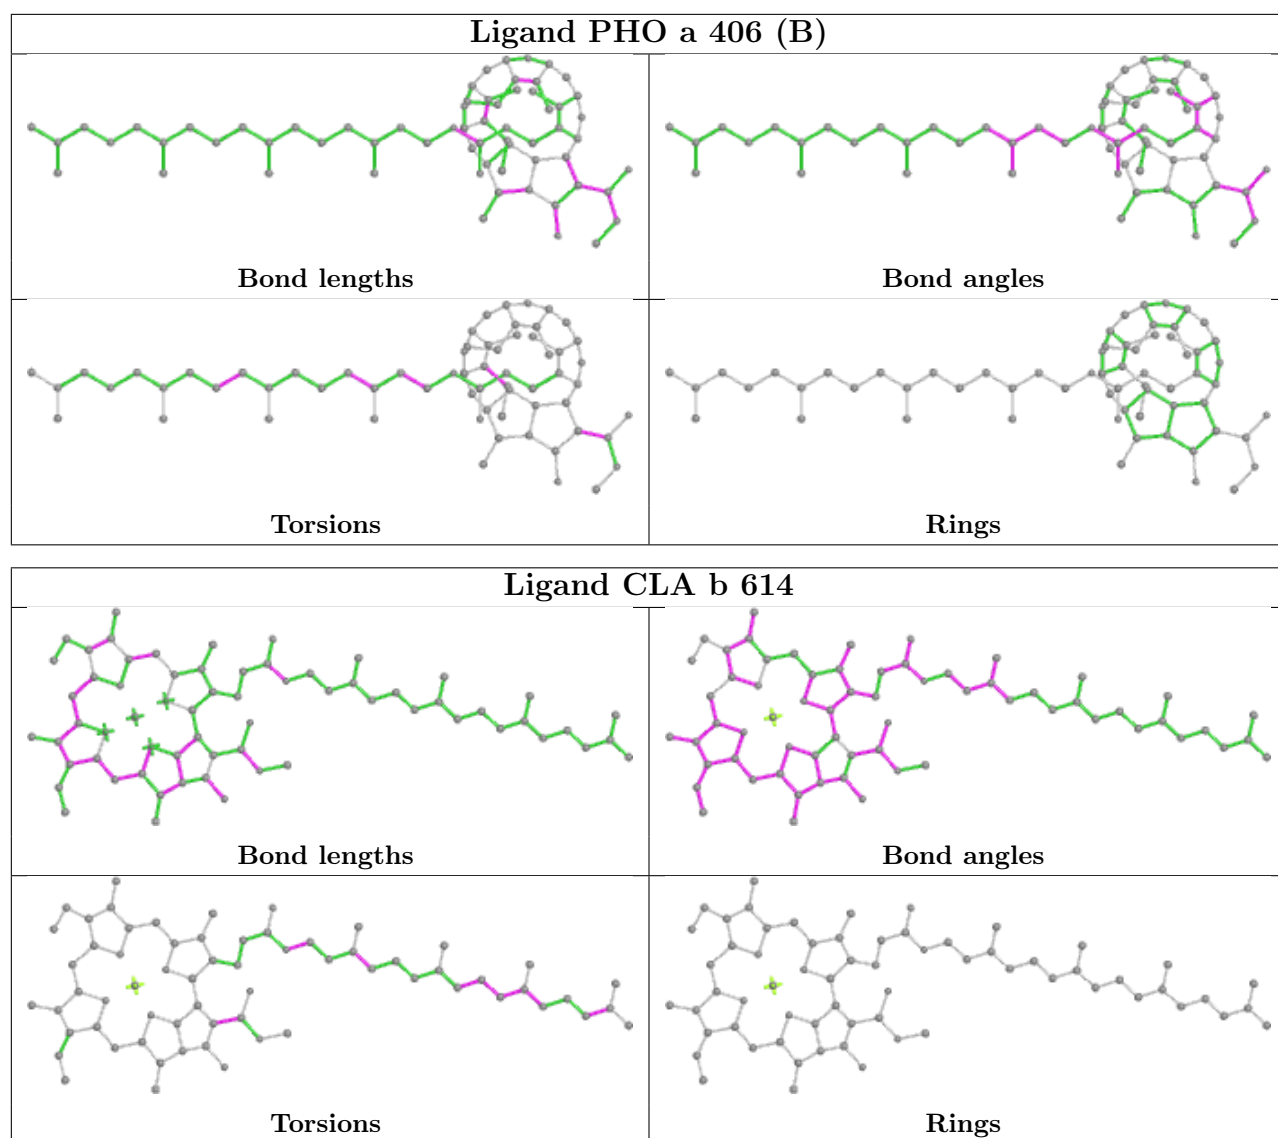 Ligand PHO a 406 (B)
Bond lengths
Bond angles
Torsions
Rings
Ligand CLA b 614
Bond lengths
Bond angles
Torsions
Rings